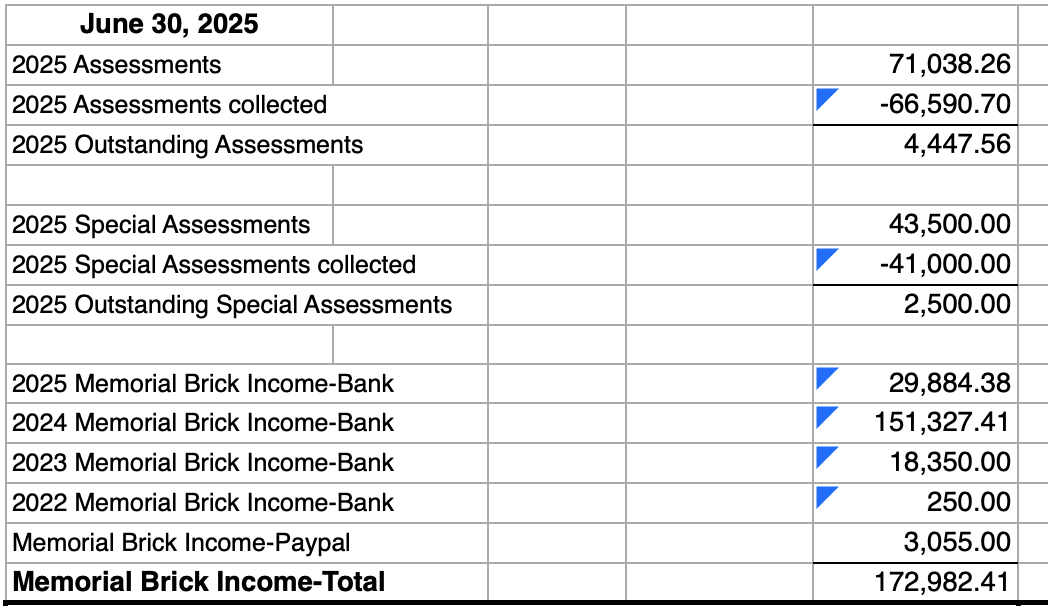 June 30, 2025
2025 Assessments 71,038.26
2025 Assessments collected -66,590.70
2025 Outstanding Assessments 4,447.56
2025 Special Assessments 43,500.00
2025 Special Assessments collected -41,000.00
2025 Outstanding Special Assessments 2,500.00
2025 Memorial Brick Income-Bank 29,884.38
2024 Memorial Brick Income-Bank 151,327.41
2023 Memorial Brick Income-Bank 18,350.00
2022 Memorial Brick Income-Bank 250.00
Memorial Brick Income-Paypal 3,055.00
Memorial Brick Income-Total 172,982.41